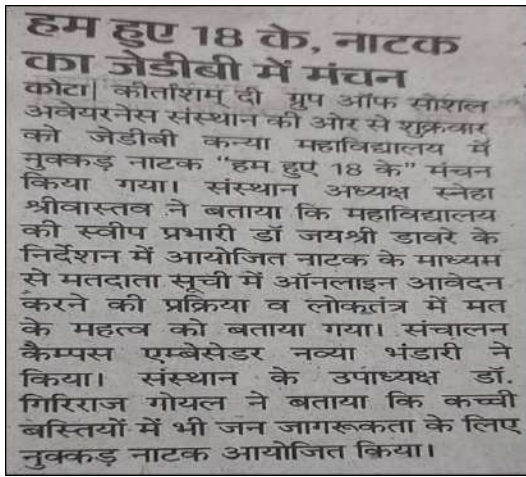 हम हुए 18 के, नाटक
का जेडीबी में मंचन
कोटा| कीर्ताशम् दी ग्रुप ऑफ सोशल
अवेयरनेस संस्थान की ओर से शुक्रवार
को जेडीबी कन्या महाविद्यालय में
नुक्कड़ नाटक “हम हुए 18 के” मंचन
किया गया। संस्थान अध्यक्ष स्नेहा
श्रीवास्तव ने बताया कि महाविद्यालय
की स्वीप प्रभारी डॉ जयश्री डावरे के
निर्देशन में आयोजित नाटक के माध्यम
से मतदाता सूची में ऑनलाइन आवेदन
करने की प्रक्रिया व लोकतंत्र में मत
के महत्व को बताया गया। संचालन
कैम्पस एम्बेसेडर नव्या भंडारी ने
किया। संस्थान के उपाध्यक्ष डॉ.
गिरिराज गोयल ने बताया कि कच्ची
बस्तियों में भी जन जागरूकता के लिए
नुक्कड़ नाटक आयोजित किया।